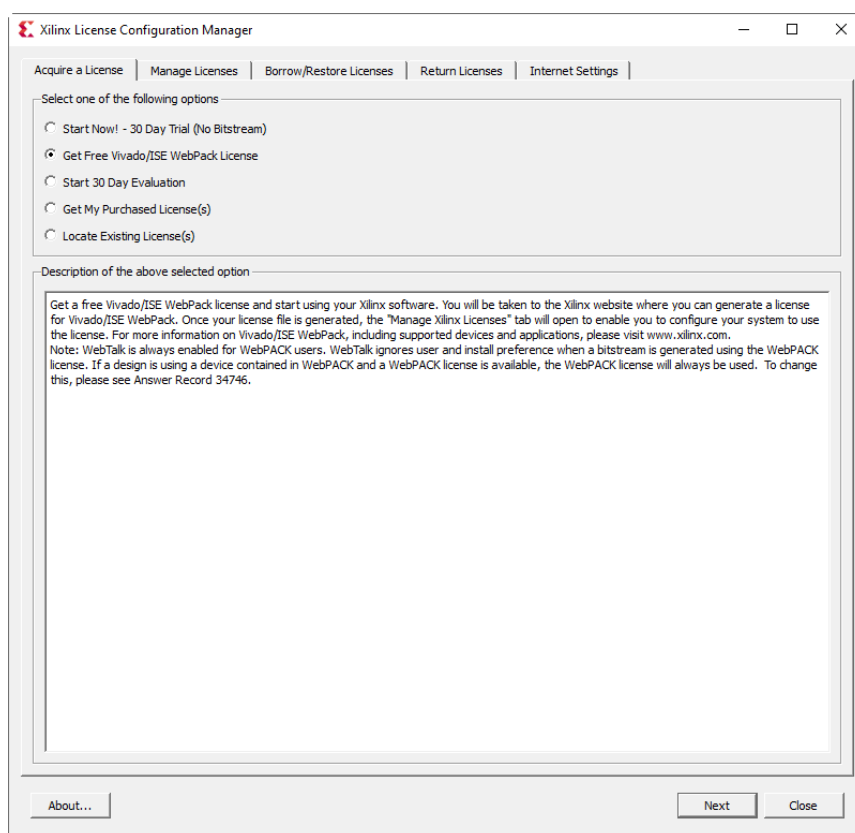 Xilinx License Configuration Manager
Acquire a License Manage Licenses Borrow/Restore Licenses Return Licenses Internet Settings
Select one of the following options
Start Now! - 30 Day Trial (No Bitstream)
Get Free Vivado/ISE WebPack License
Start 30 Day Evaluation
Get My Purchased License(s)
Locate Existing License(s)
Description of the above selected option
Get a free Vivado/ISE WebPack license and start using your Xilinx software. You will be taken to the Xilinx website where you can generate a license
for Vivado/ISE WebPack. Once your license file is generated, the "Manage Xilinx Licenses" tab will open to enable you to configure your system to use
the license. For more information on Vivado/ISE WebPack, including supported devices and applications, please visit www.xilinx.com.
Note: WebTalk is always enabled for WebPACK users. WebTalk ignores user and install preference when a bitstream is generated using the WebPACK
license. If a design is using a device contained in WebPACK and a WebPACK license is available, the WebPACK license will always be used.  To change
this, please see Answer Record 34746.
About... Next Close